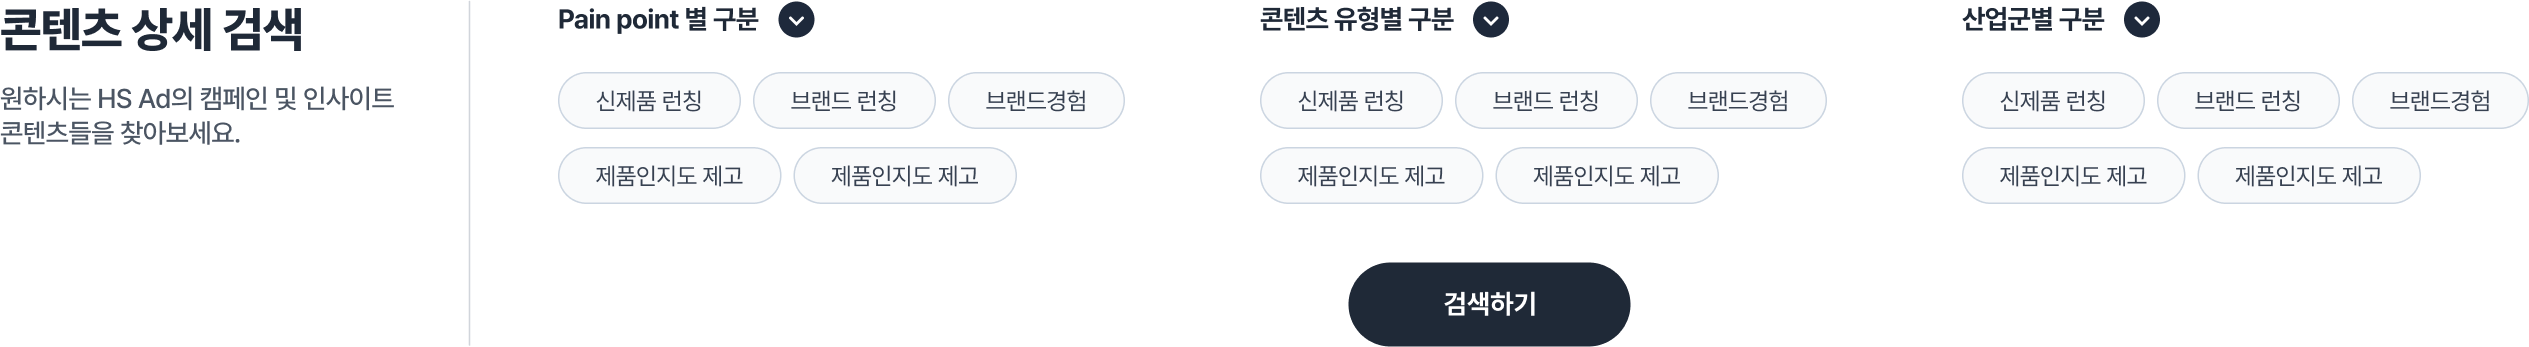 콘텐츠 상세 검색
원하시는 HS Ad의 캠페인 및 인사이트
콘텐츠들을 찾아보세요.
Pain point 별 구분
신제품 런칭
브랜드 런칭
브랜드경험
제품인지도 제고
제품인지도 제고
콘텐츠 유형별 구분
신제품 런칭
브랜드 런칭
브랜드경험
제품인지도 제고
제품인지도 제고
산업군별 구분
신제품 런칭
브랜드 런칭
브랜드경험
제품인지도 제고
제품인지도 제고
검색하기